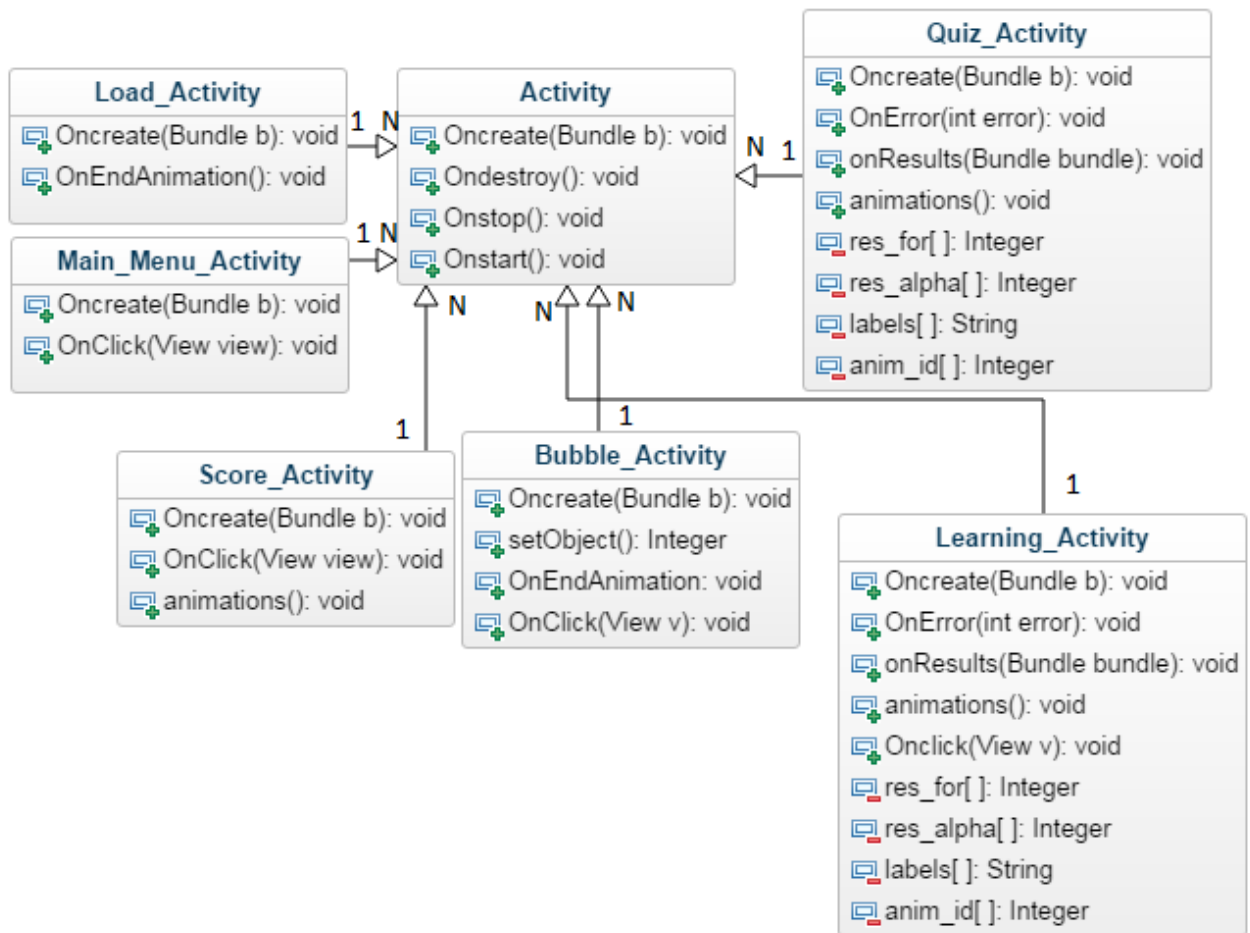 Load_Activity
Oncreate(Bundle b): void
OnEndAnimation(): void
1 N
Main_Menu_Activity
Oncreate(Bundle b): void
OnClick(View view): void
1 N
Activity
Oncreate(Bundle b): void
Ondestroy(): void
Onstop(): void
Onstart(): void
Quiz_Activity
Oncreate(Bundle b): void
OnError(int error): void
onResults(Bundle bundle): void
animations(): void
res_for[ ]: Integer
res_alpha[ ]: Integer
labels[ ]: String
anim_id[ ]: Integer
N 1
N
N
N
1
1
1
Score_Activity
Oncreate(Bundle b): void
OnClick(View view): void
animations(): void
Bubble_Activity
Oncreate(Bundle b): void
setObject(): Integer
OnEndAnimation: void
OnClick(View v): void
Learning_Activity
Oncreate(Bundle b): void
OnError(int error): void
onResults(Bundle bundle): void
animations(): void
Onclick(View v): void
res_for[ ]: Integer
res_alpha[ ]: Integer
labels[ ]: String
anim_id[ ]: Integer